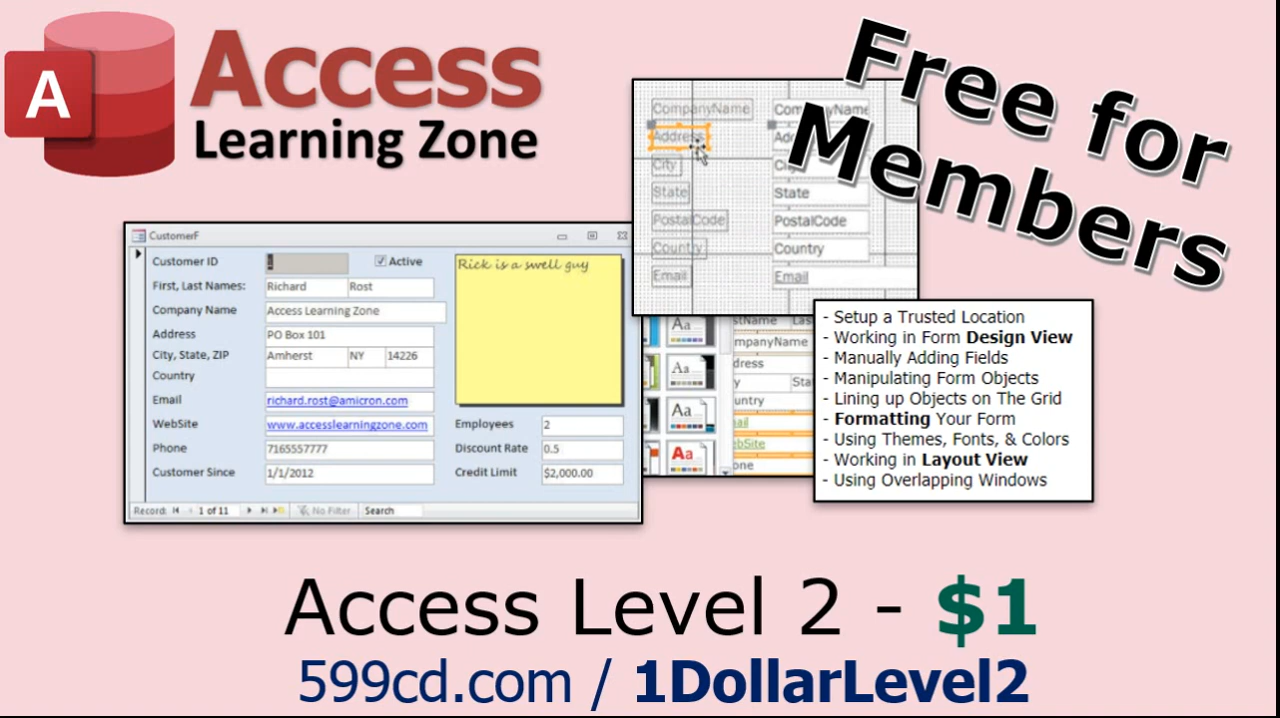 A
Access
Learning Zone
Free for
Members
CompanyName CompanyName
Address
City
State State
PostalCode PostalCode
Country Country
Email Email
CustomerF
Customer ID Active
First, Last Names: Richard Rost
Company Name Access Learning Zone
Address PO Box 101
City, State, ZIP Amherst NY 14226
Country
Email richard.rost@amicron.com
WebSite www.accesslearningzone.com
Phone 7165557777
Customer Since 1/1/2012
Rick is a swell guy
Employees 2
Discount Rate 0.5
Credit Limit $2,000.00
Record: 1 of 11 No Filter Search
Aa
Aa
Aa
Aa
- Setup a Trusted Location
- Working in Form Design View
- Manually Adding Fields
- Manipulating Form Objects
- Lining up Objects on The Grid
- Formatting Your Form
- Using Themes, Fonts, & Colors
- Working in Layout View
- Using Overlapping Windows
Access Level 2 - $1
599cd.com / 1DollarLevel2